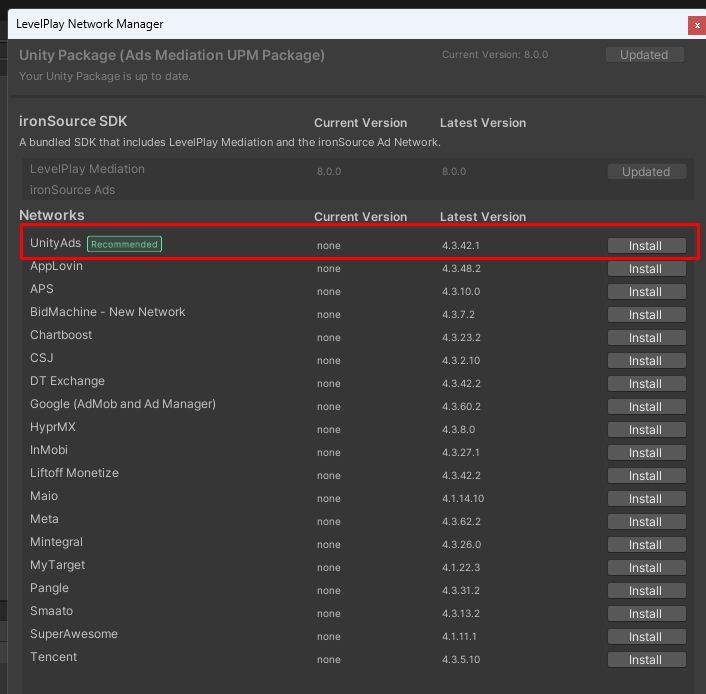 LevelPlay Network Manager
x
Unity Package (Ads Mediation UPM Package) Current Version: 8.0.0 Updated
Your Unity Package is up to date.
ironSource SDK Current Version Latest Version
A bundled SDK that includes LevelPlay Mediation and the ironSource Ad Network.
LevelPlay Mediation 8.0.0 8.0.0 Updated
ironSource Ads
Networks Current Version Latest Version
UnityAds Recommended none 4.3.42.1 Install
AppLovin none 4.3.48.2 Install
APS none 4.3.10.0 Install
BidMachine - New Network none 4.3.7.2 Install
Chartboost none 4.3.23.2 Install
CSJ none 4.3.2.10 Install
DT Exchange none 4.3.42.2 Install
Google (AdMob and Ad Manager) none 4.3.60.2 Install
HyprMX none 4.3.8.0 Install
InMobi none 4.3.27.1 Install
Liftoff Monetize none 4.3.42.2 Install
Maio none 4.1.14.10 Install
Meta none 4.3.62.2 Install
Mintegral none 4.3.26.0 Install
MyTarget none 4.1.22.3 Install
Pangle none 4.3.31.2 Install
Smaato none 4.3.13.2 Install
SuperAwesome none 4.1.11.1 Install
Tencent none 4.3.5.10 Install